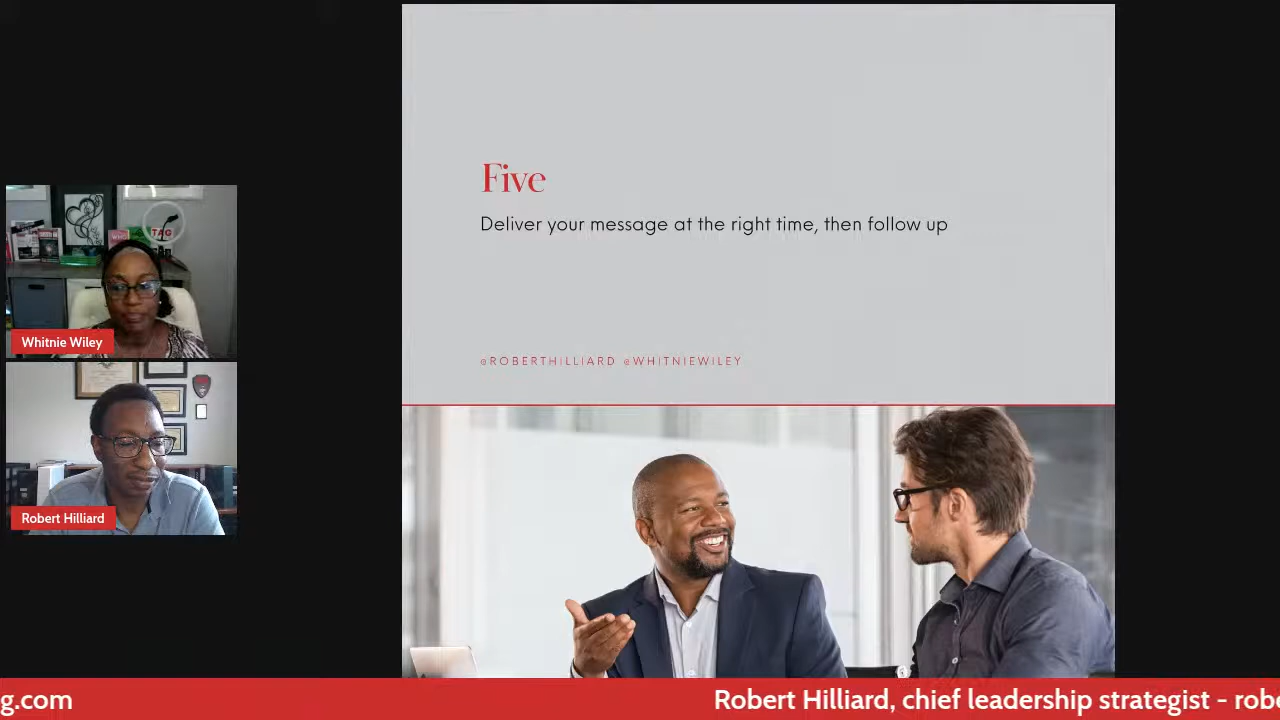 Five
Deliver your message at the right time, then follow up
@ROBERTHILLIARD @WHITNIEWILEY
TAG
Whitnie Wiley
Robert Hilliard
g.com
Robert Hilliard, chief leadership strategist - robe